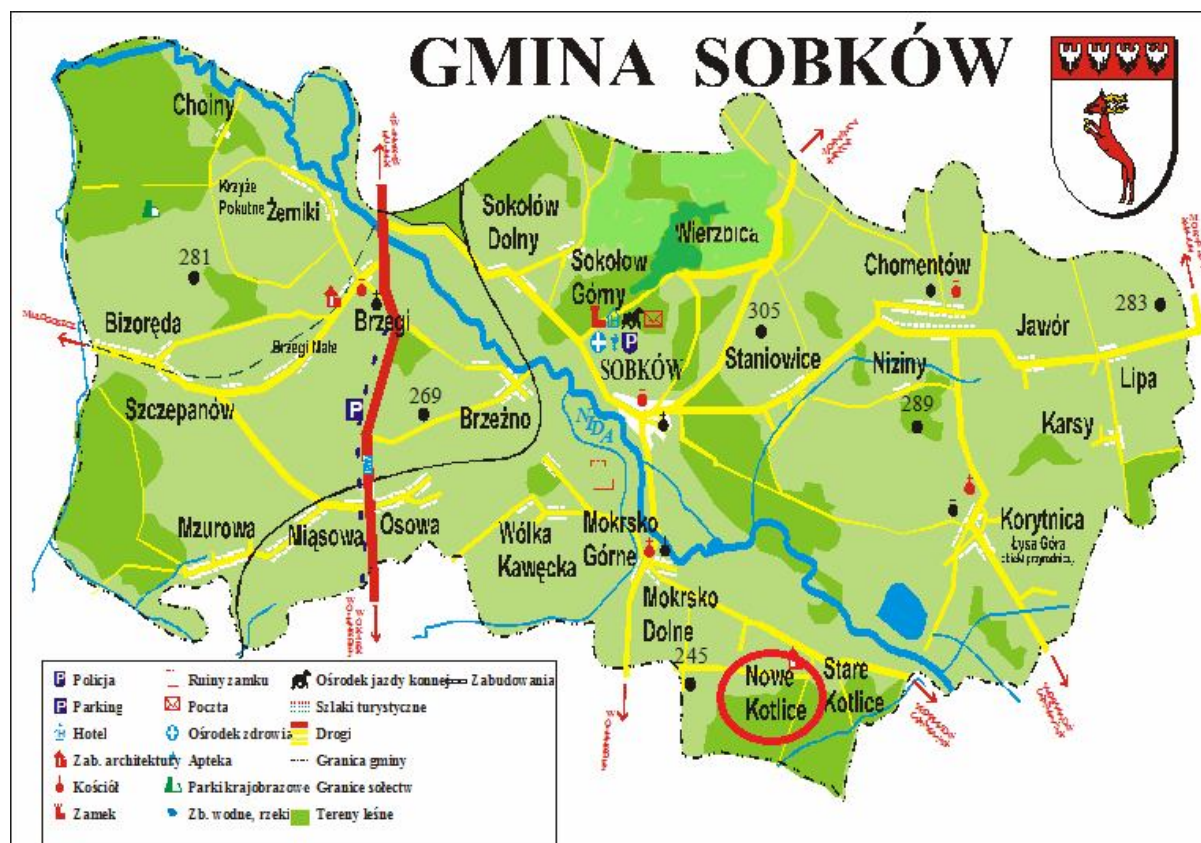 GMINA SOBKÓW
Choiny
Krzyże
Pokutne
Żerniki
Sokołów
Dolny
Wierzbica
Sokołow
Górny
Chomentów
281
283
305
Bizoręda
Brzegi
Brzegi Małe
SOBKÓW
Staniowice
Niziny
Jawór
Lipa
Szczepanów
269
Brzeźno
NIDA
289
Karsy
Mzurowa
Niąsowa
Osowa
Wólka
Kawęcka
Mokrsko
Górne
Korytnica
Łysa Góra
Mokrsko
Dolne
245
Nowe
Kotlice
Stare
Kotlice
Policja
Ruiny zamku
Ośrodek jazdy konnej
Zabudowania
Parking
Poczta
Szlaki turystyczne
Hotel
Ośrodek zdrowia
Drogi
Zab. architektury
Apteka
Granica gminy
Kościół
Parki krajobrazowe
Granice sołectw
Zamek
Zb. wodne, rzeki
Tereny leśne